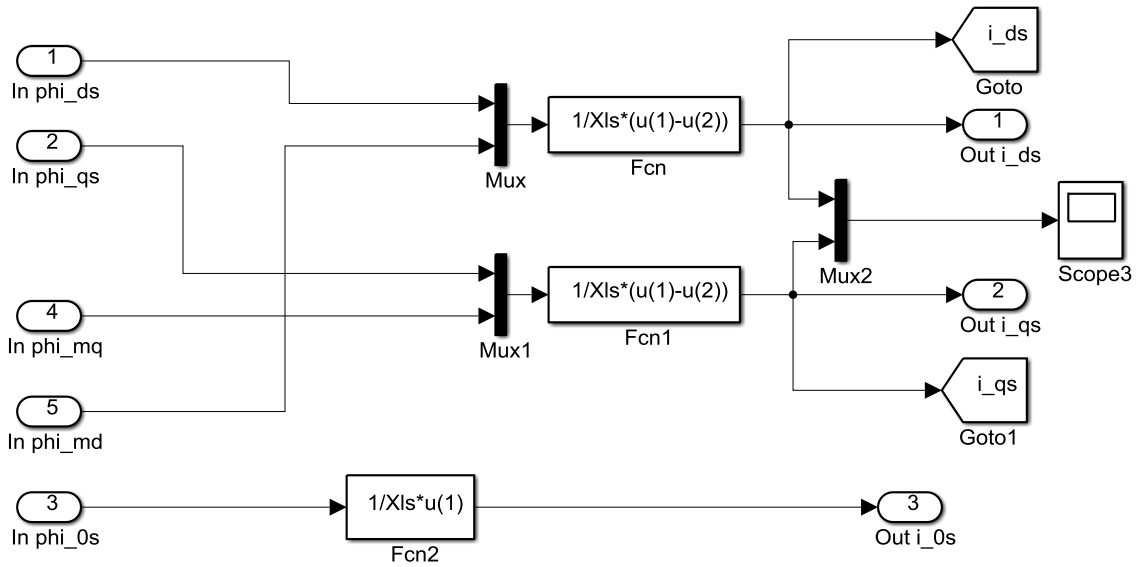 1
In phi_ds
2
In phi_qs
4
In phi_mq
5
In phi_md
3
In phi_0s
Mux
Mux1
1/Xls*(u(1)-u(2))
Fcn
1/Xls*(u(1)-u(2))
Fcn1
1/Xls*u(1)
Fcn2
Mux2
i_ds
Goto
1
Out i_ds
Scope3
2
Out i_qs
i_qs
Goto1
3
Out i_0s